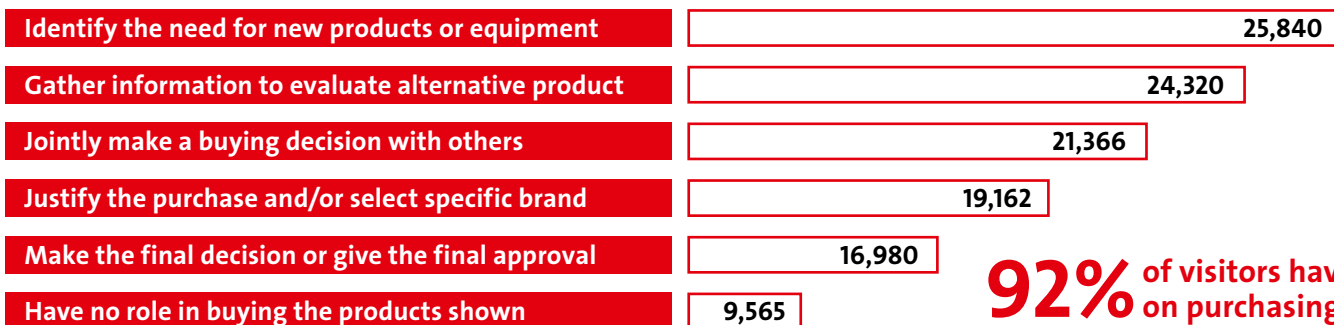 Identify the need for new products or equipment 25,840
Gather information to evaluate alternative product 24,320
Jointly make a buying decision with others 21,366
Justify the purchase and/or select specific brand 19,162
Make the final decision or give the final approval 16,980
Have no role in buying the products shown 9,565
92% of visitors hav
on purchasing